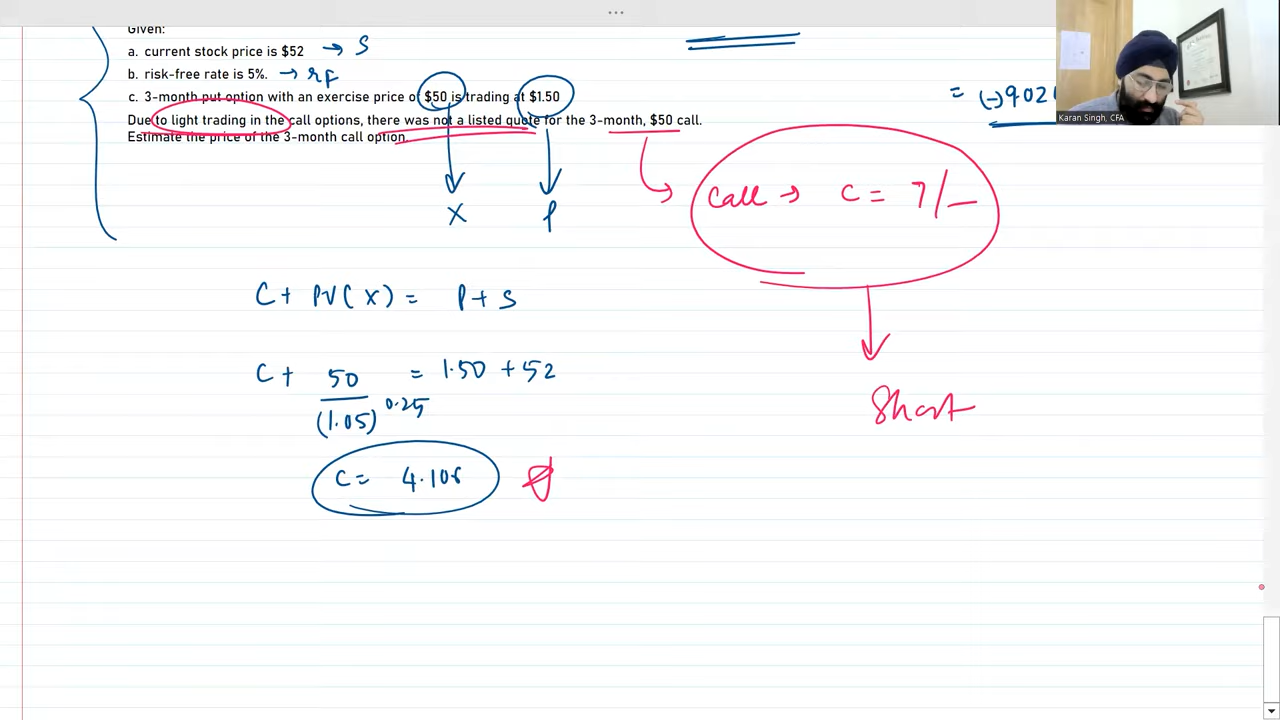 Given:
a. current stock price is $52 → S
b. risk-free rate is 5%. → rf
c. 3-month put option with an exercise price of $50 is trading at $1.50
Due to light trading in the call options, there was not a listed quote for the 3-month, $50 call.
Estimate the price of the 3-month call option.
= (-) 902
Karan Singh, CFA
X P
Call → C = 7/—
C + PV(X) = P + S
C + 50 = 1.50 + 52
(1.05) 0.25
Short
C = 4.106